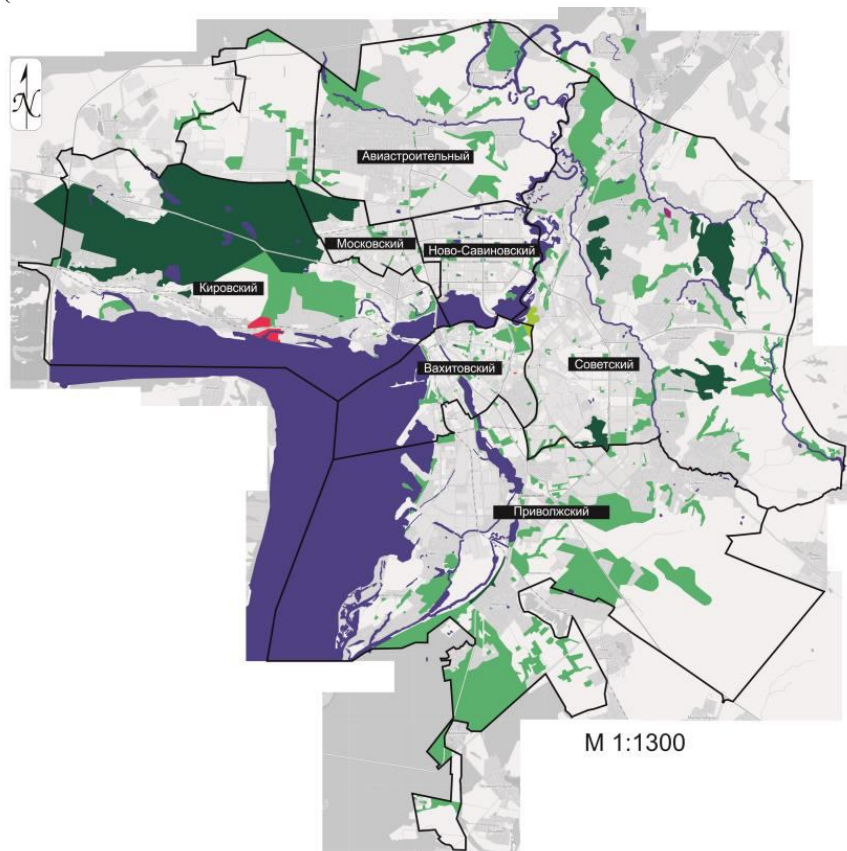 (
N
Авиастроительный
Московский
Ново-Савиновский
Кировский
Вахитовский
Советский
Приволжский
М 1:1300